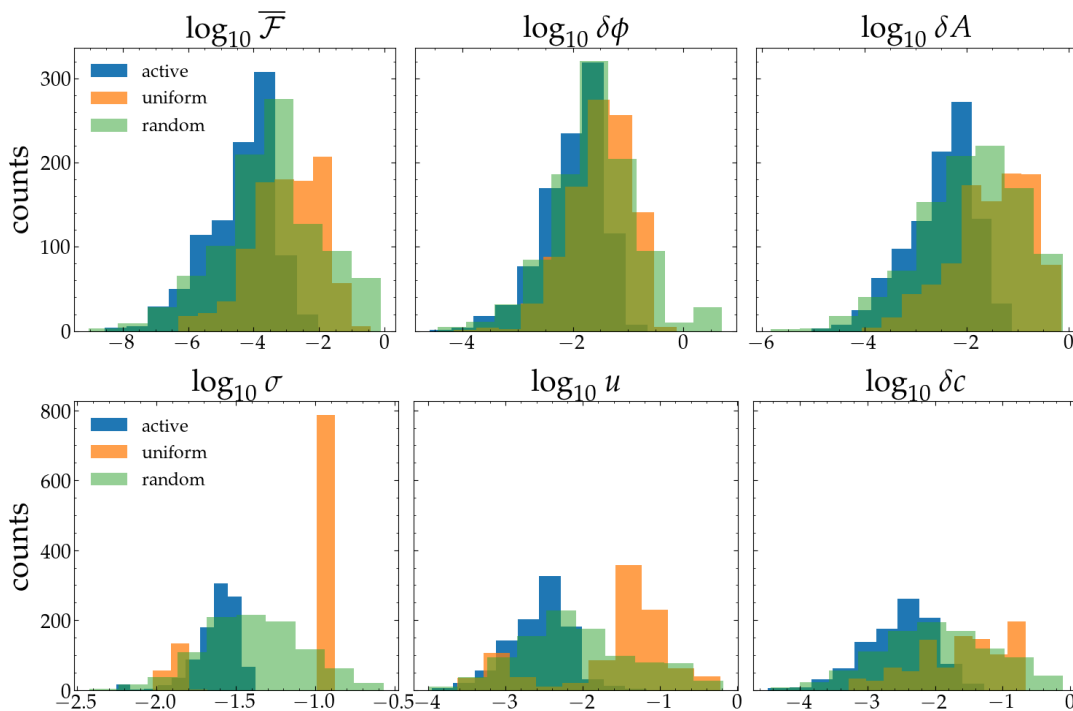 log₁₀ F̅ log₁₀ δϕ log₁₀ δA
counts
300
200
100
0
active
uniform
random
−8 −6 −4 −2 0
−4 −2 0
−6 −4 −2 0
log₁₀ σ log₁₀ u log₁₀ δc
counts
800
600
400
200
0
active
uniform
random
−2.5 −2.0 −1.5 −1.0 −0.5
−4 −3 −2 −1 0
−4 −3 −2 −1 0